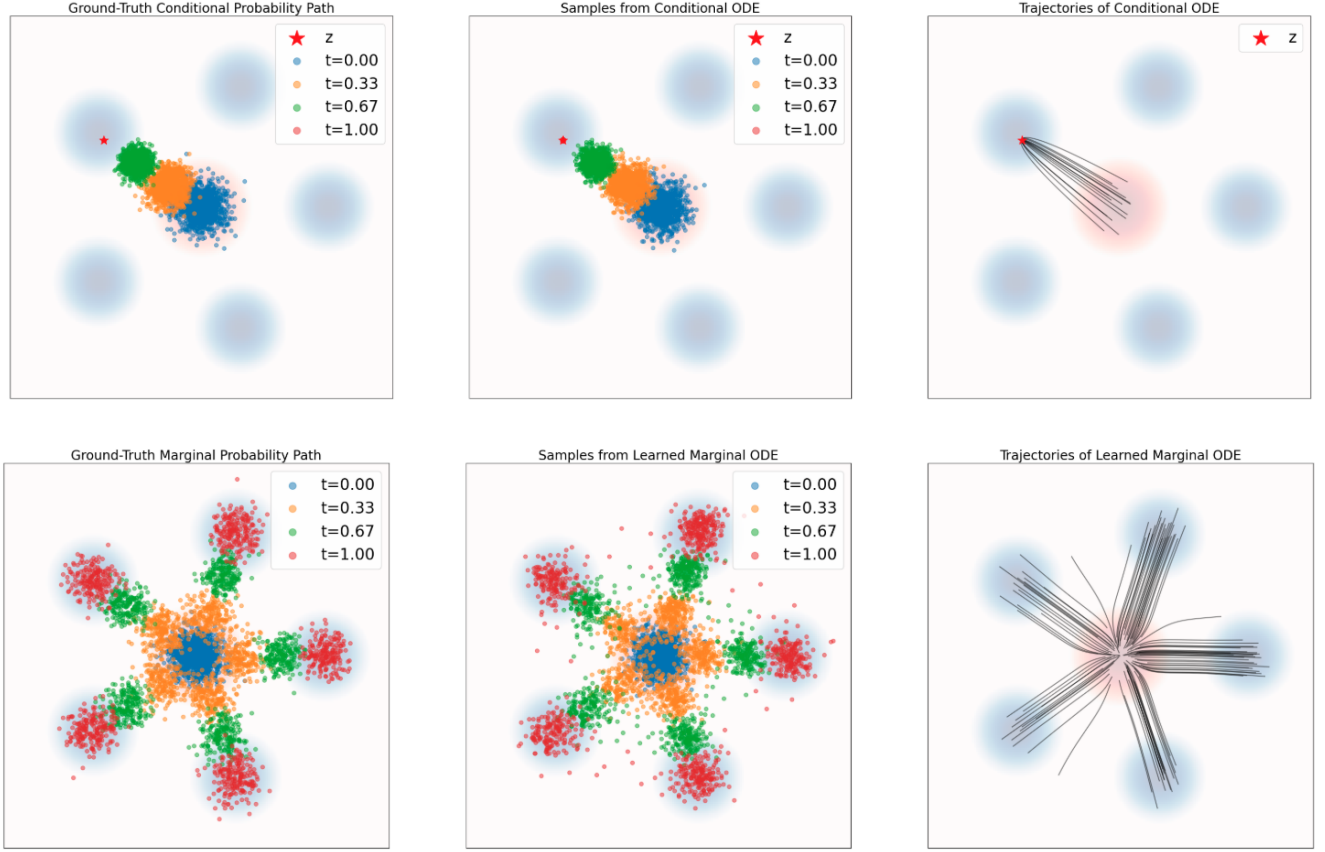 Ground-Truth Conditional Probability Path
z
t=0.00
t=0.33
t=0.67
t=1.00
Samples from Conditional ODE
z
t=0.00
t=0.33
t=0.67
t=1.00
Trajectories of Conditional ODE
z
Ground-Truth Marginal Probability Path
t=0.00
t=0.33
t=0.67
t=1.00
Samples from Learned Marginal ODE
t=0.00
t=0.33
t=0.67
t=1.00
Trajectories of Learned Marginal ODE